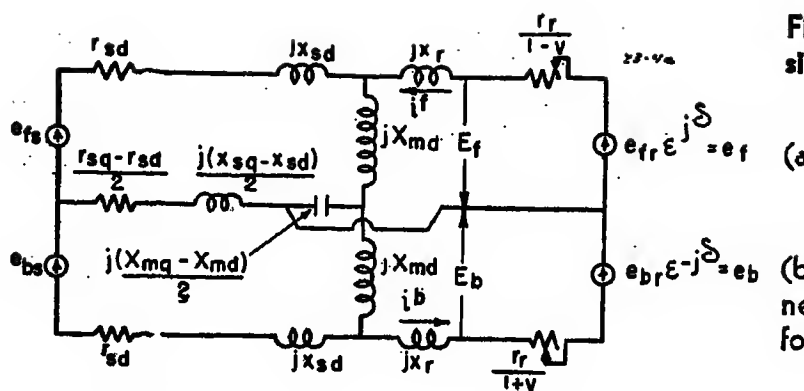 r_sd
jx_sd
jx_r
r_r
1-v
Fi
si
i^f
e_fs
jX_md
E_f
e_fr ε^jδ = e_f
(a
r_sq - r_sd
2
j(x_sq - x_sd)
2
e_bs
j(X_mq - X_md)
2
jX_md
E_b
e_br ε^-jδ = e_b
(b
ne
fo
i^b
r_sd
jx_sd
jx_r
r_r
1+v